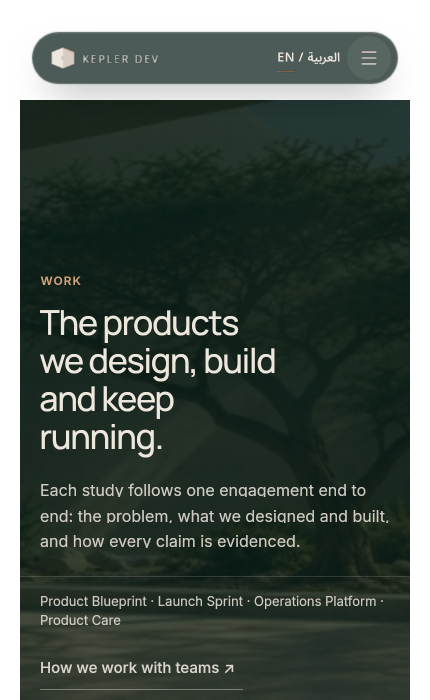 KEPLER DEV
EN / العربية
WORK
The products
we design, build
and keep
running.
Each study follows one engagement end to
end: the problem, what we designed and built,
and how every claim is evidenced.
Product Blueprint · Launch Sprint · Operations Platform ·
Product Care
How we work with teams ↗